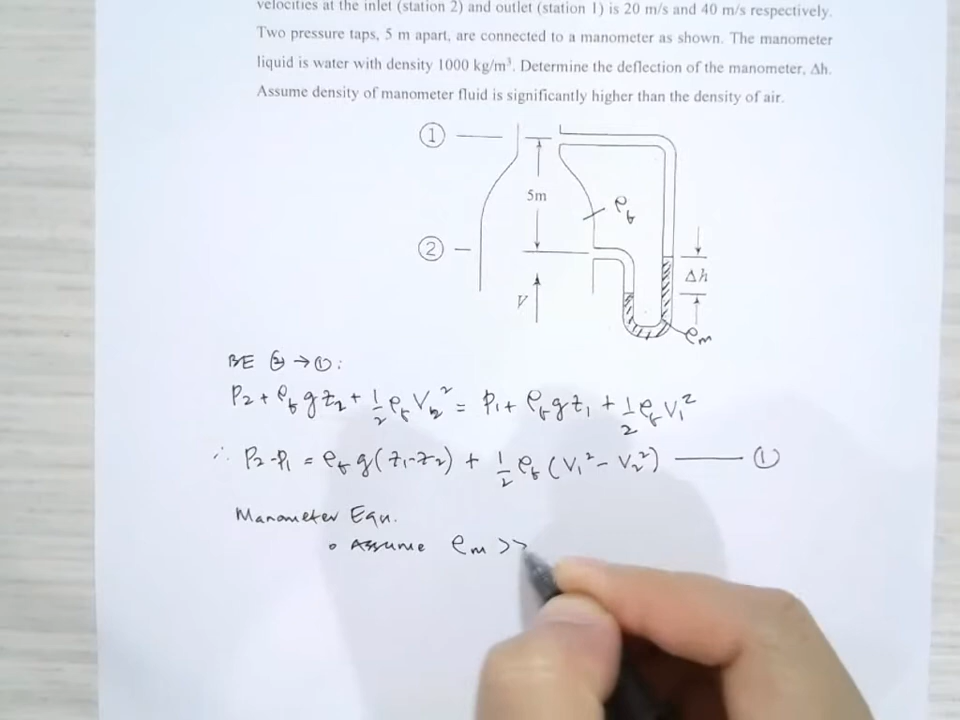 velocities at the inlet (station 2) and outlet (station 1) is 20 m/s and 40 m/s respectively.
Two pressure taps, 5 m apart, are connected to a manometer as shown. The manometer
liquid is water with density 1000 kg/m³. Determine the deflection of the manometer, Δh.
Assume density of manometer fluid is significantly higher than the density of air.
①
5m
ρf
②
Δh
V
ρm
BE ② → ①:
P₂ + ρf g z₂ + 1/2 ρf V₂² = P₁ + ρf g z₁ + 1/2 ρf V₁²
∴ P₂ - P₁ = ρf g (z₁ - z₂) + 1/2 ρf (V₁² - V₂²) ——— ①
Manometer Equ.
• Assume ρm >>